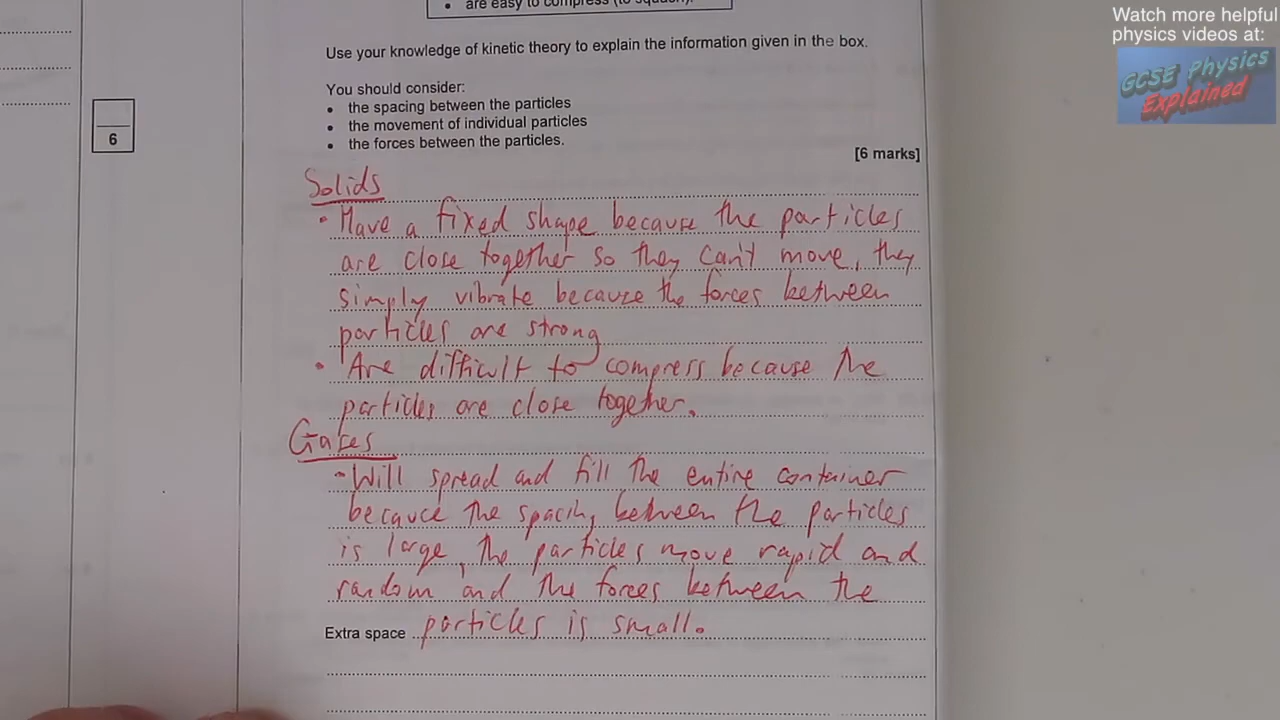 • are easy to compress (to squash).
Watch more helpful
physics videos at:
GCSE Physics
Explained
Use your knowledge of kinetic theory to explain the information given in the box.
You should consider:
• the spacing between the particles
• the movement of individual particles
• the forces between the particles.
[6 marks]
6
Solids
• Have a fixed shape because the particles
are close together so they can't move, they
simply vibrate because the forces between
particles are strong
• Are difficult to compress because the
particles are close together.
Gases
- Will spread and fill the entire container
because the spacing between the particles
is large, the particles move rapid and
random and the forces between the
Extra space particles is small.